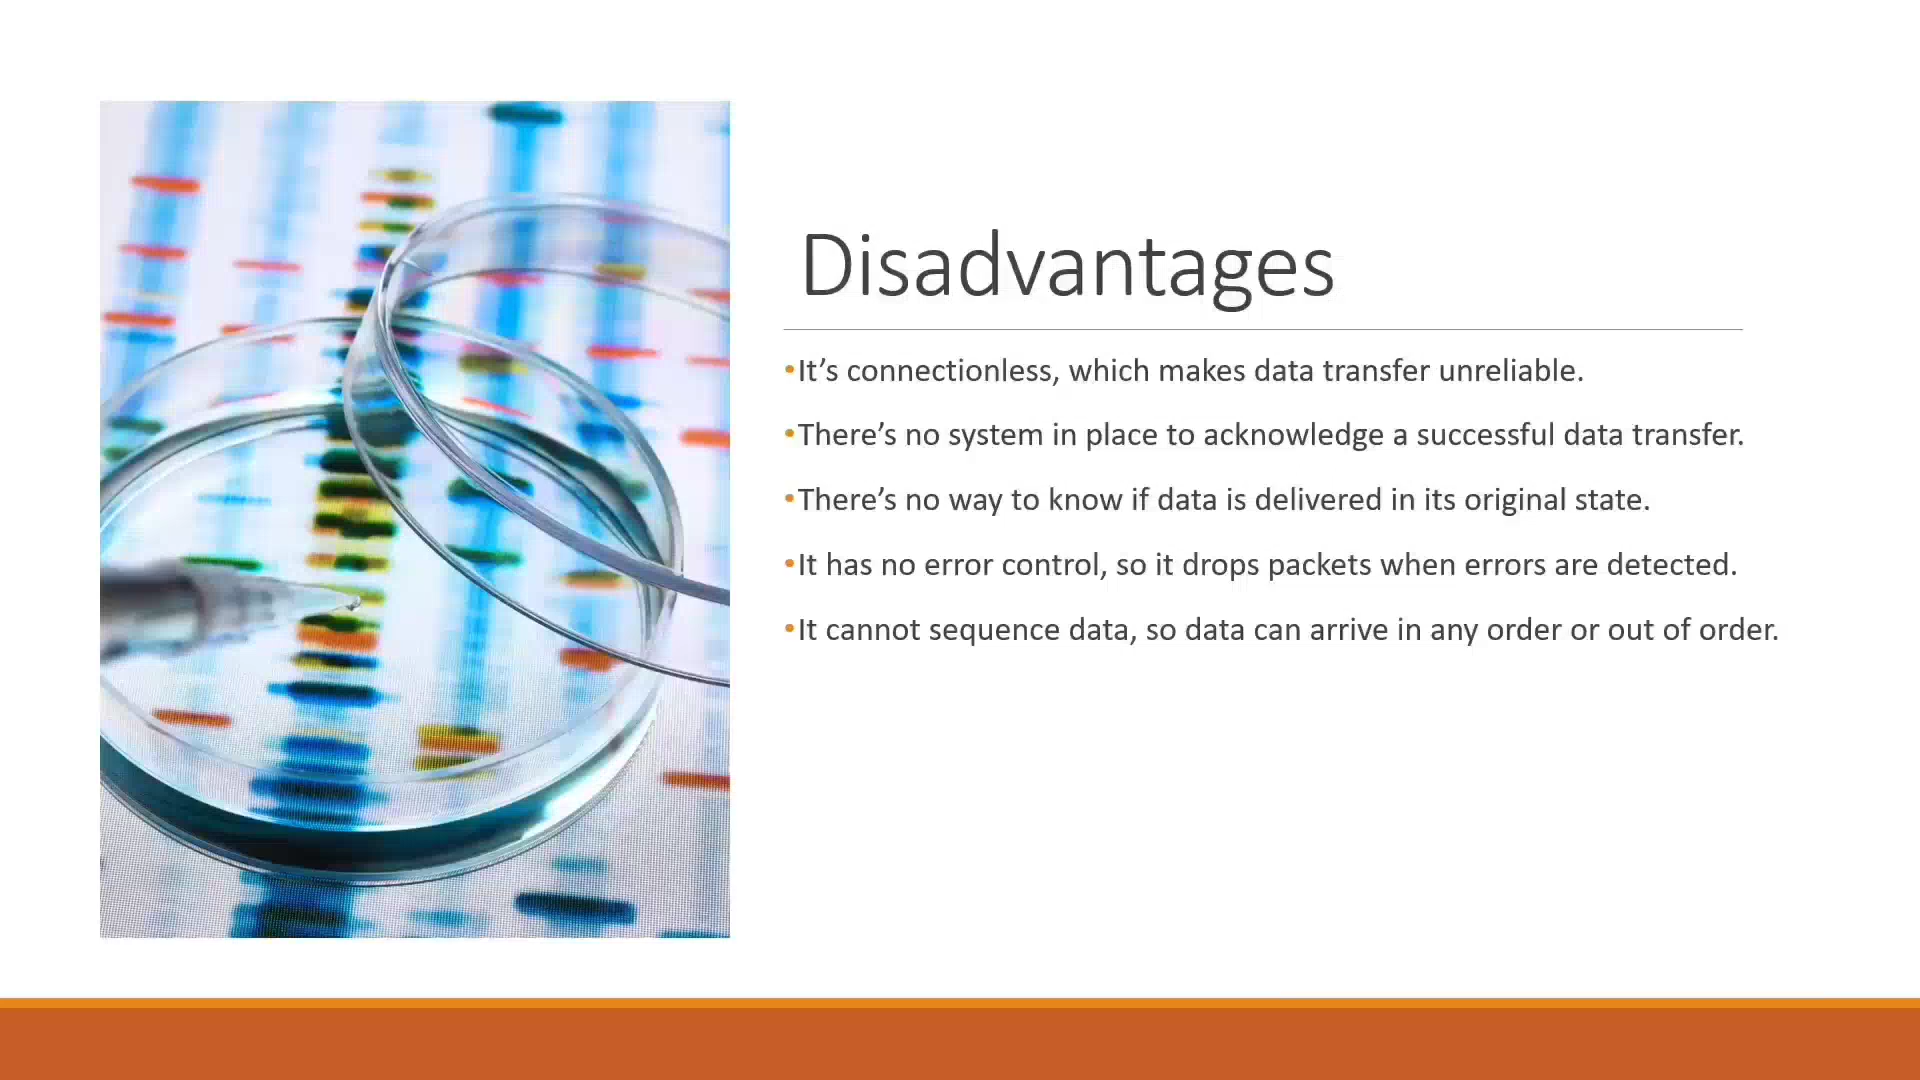 Disadvantages
•It’s connectionless, which makes data transfer unreliable.
•There’s no system in place to acknowledge a successful data transfer.
•There’s no way to know if data is delivered in its original state.
•It has no error control, so it drops packets when errors are detected.
•It cannot sequence data, so data can arrive in any order or out of order.